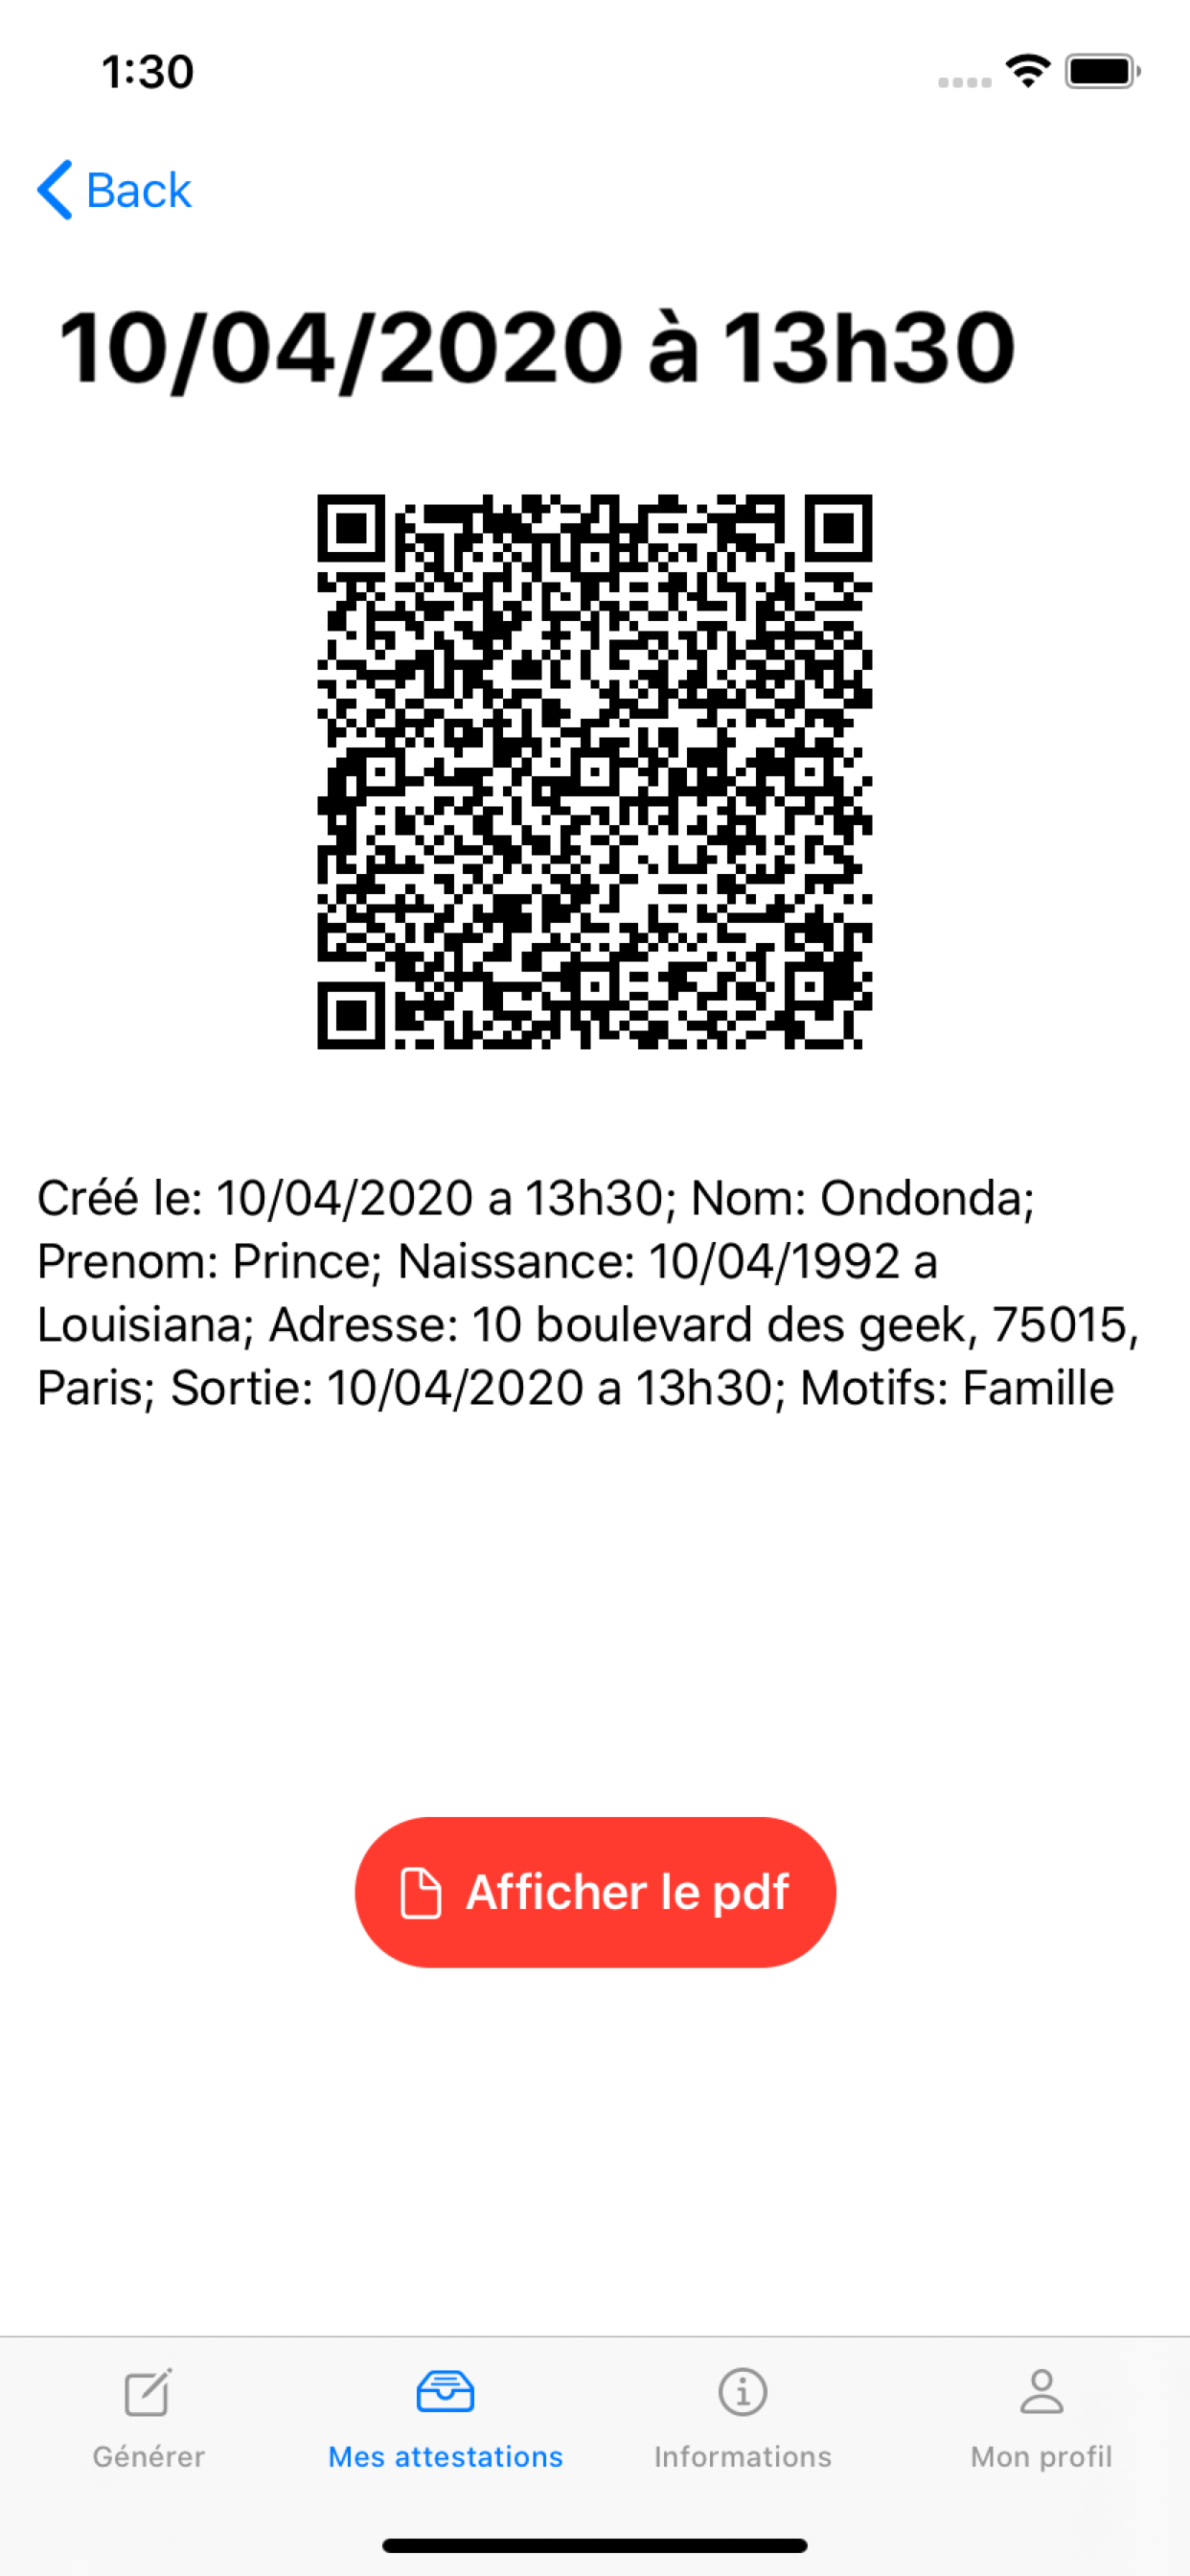 1:30
Back
10/04/2020 à 13h30
Créé le: 10/04/2020 a 13h30; Nom: Ondonda;
Prenom: Prince; Naissance: 10/04/1992 a
Louisiana; Adresse: 10 boulevard des geek, 75015,
Paris; Sortie: 10/04/2020 a 13h30; Motifs: Famille
Afficher le pdf
Générer
Mes attestations
Informations
Mon profil